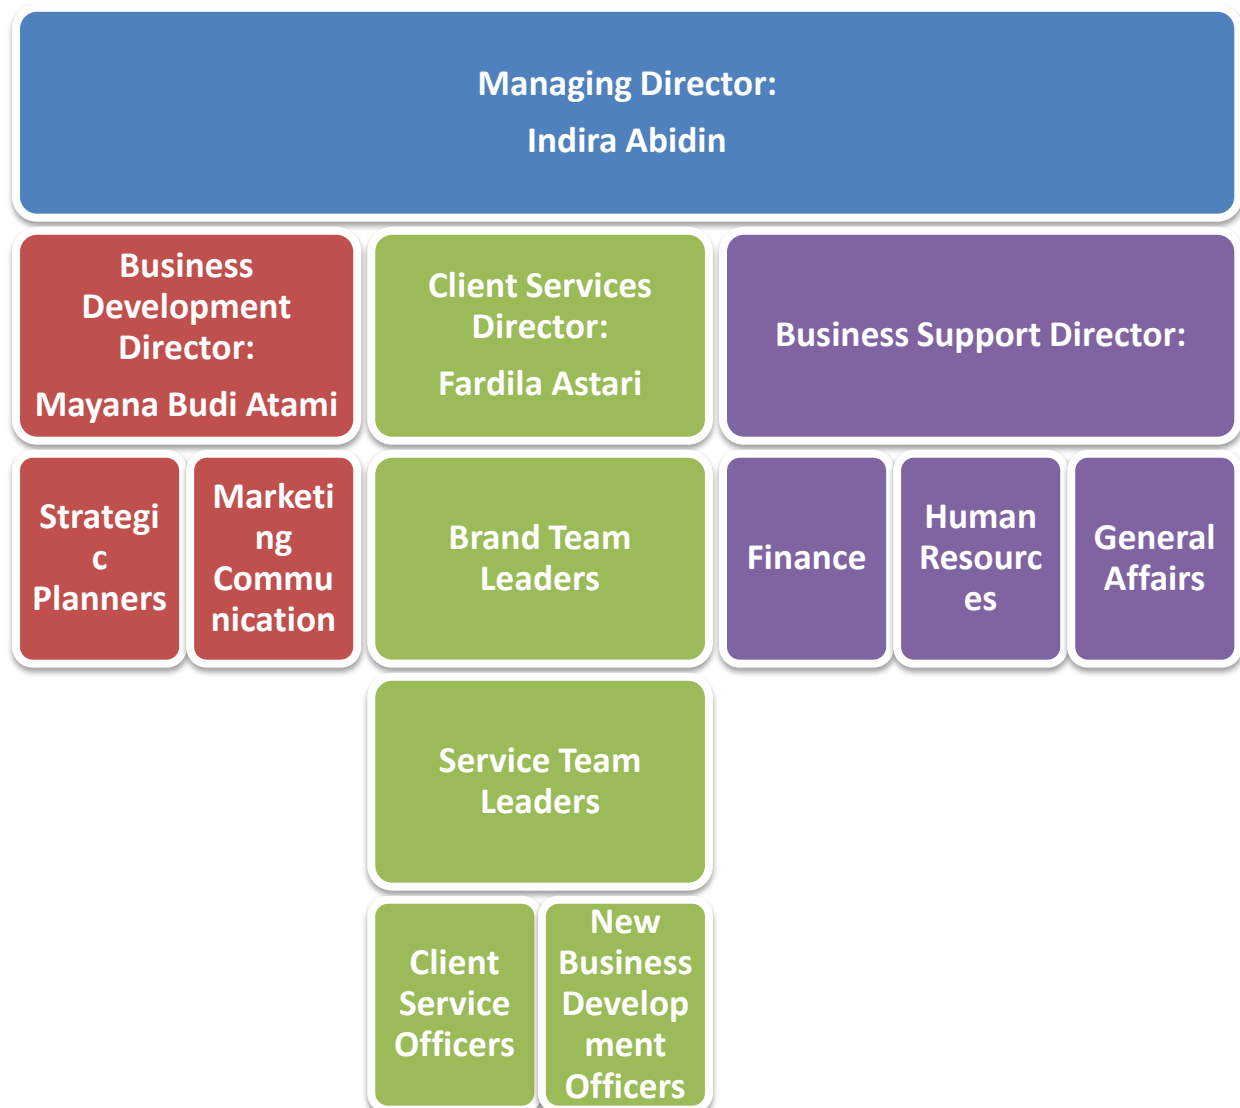 Managing Director:
Indira Abidin
Business
Development
Director:
Mayana Budi Atami
Client Services
Director:
Fardila Astari
Business Support Director:
Strategi
c
Planners
Marketi
ng
Commu
nication
Brand Team
Leaders
Finance
Human
Resourc
es
General
Affairs
Service Team
Leaders
Client
Service
Officers
New
Business
Develop
ment
Officers